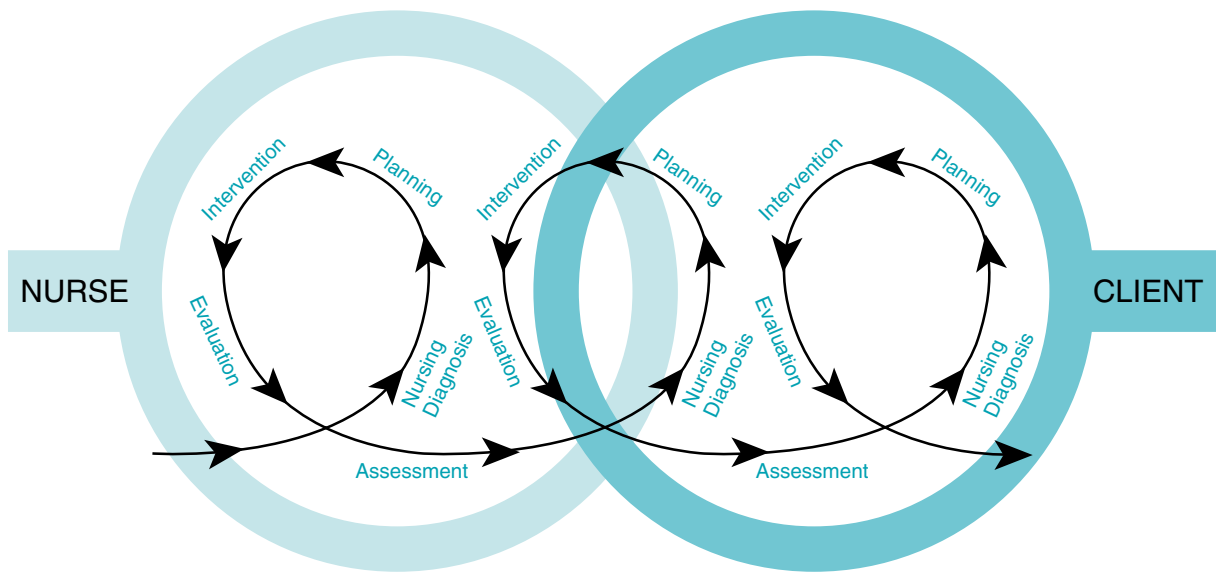 Intervention
Planning
Intervention
Planning
Intervention
Planning
NURSE
CLIENT
Evaluation
Nursing
Diagnosis
Evaluation
Nursing
Diagnosis
Evaluation
Nursing
Diagnosis
Assessment
Assessment